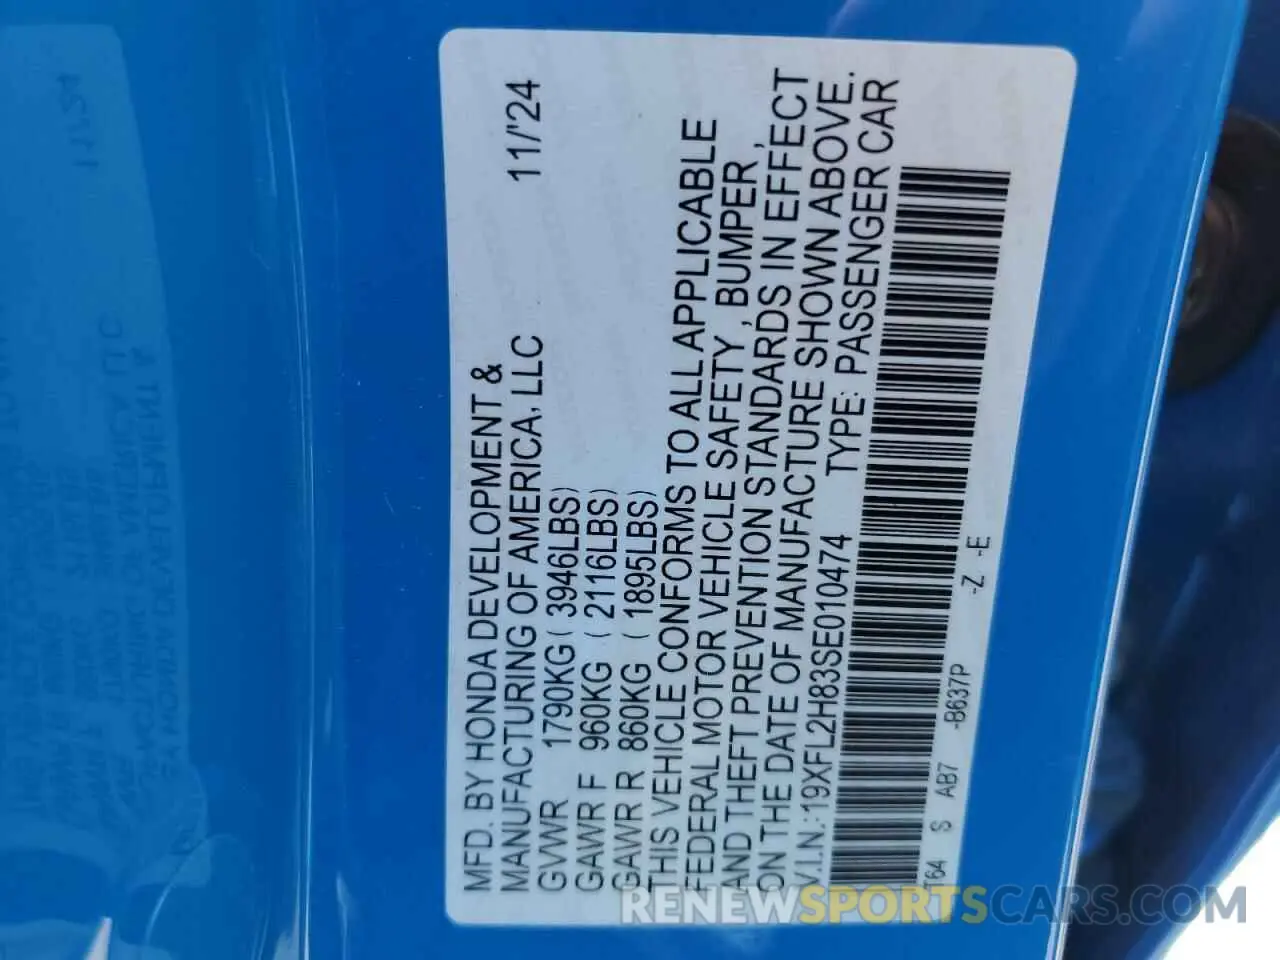 MFD. BY HONDA DEVELOPMENT &
MANUFACTURING OF AMERICA, LLC 11/'24
GVWR 1790KG ( 3946LBS)
GAWR F 960KG ( 2116LBS)
GAWR R 860KG ( 1895LBS)
THIS VEHICLE CONFORMS TO ALL APPLICABLE
FEDERAL MOTOR VEHICLE SAFETY , BUMPER ,
AND THEFT PREVENTION STANDARDS IN EFFECT
ON THE DATE OF MANUFACTURE SHOWN ABOVE.
V.I.N.:19XFL2H83SE010474 TYPE: PASSENGER CAR
T64 S AB7 -B637P -Z -E
RENEWSPORTSCARS.COM